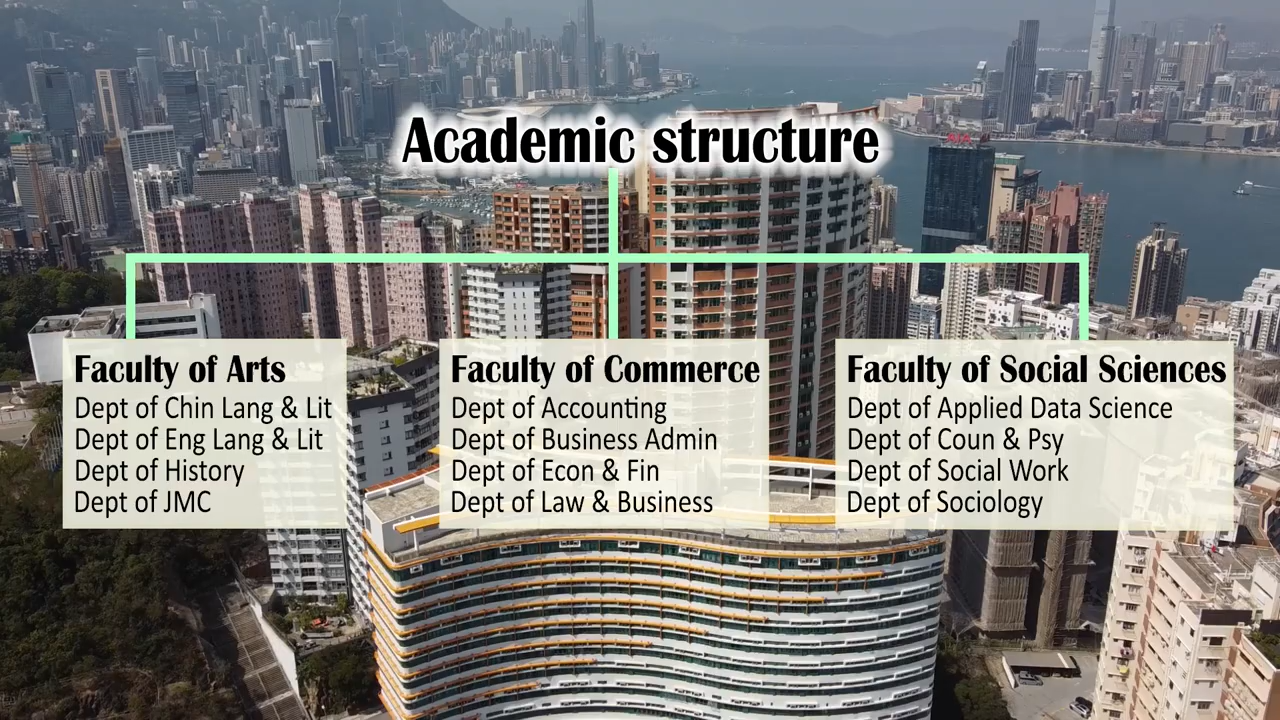 Academic structure
Faculty of Arts
Dept of Chin Lang & Lit
Dept of Eng Lang & Lit
Dept of History
Dept of JMC
Faculty of Commerce
Dept of Accounting
Dept of Business Admin
Dept of Econ & Fin
Dept of Law & Business
Faculty of Social Sciences
Dept of Applied Data Science
Dept of Coun & Psy
Dept of Social Work
Dept of Sociology